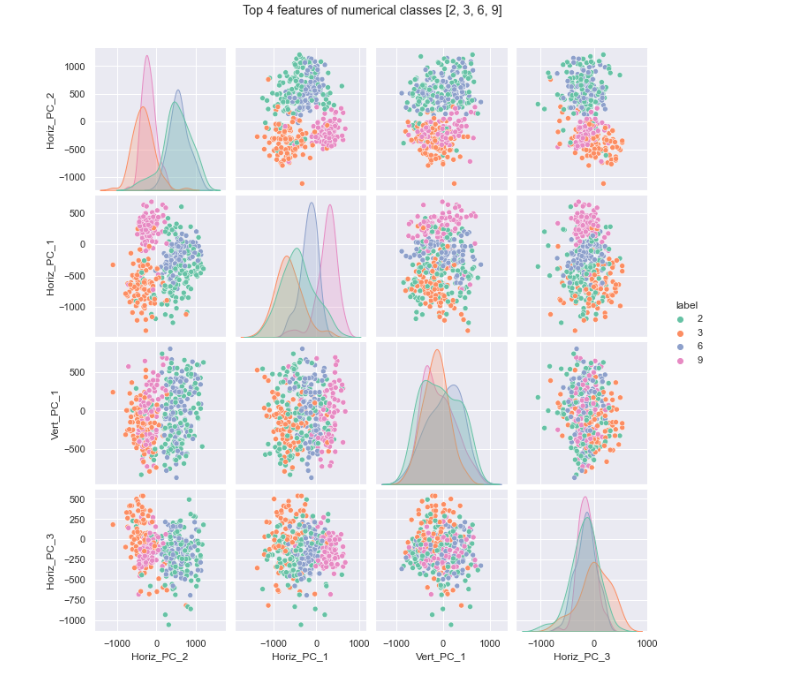 Top 4 features of numerical classes [2, 3, 6, 9]
Horiz_PC_2
1000
500
0
−500
−1000
Horiz_PC_1
500
0
−500
−1000
label
2
3
6
9
Vert_PC_1
500
0
−500
Horiz_PC_3
500
250
0
−250
−500
−750
−1000
−1000 0 1000 −1000 0 1000 −1000 0 1000 −1000 0 1000
Horiz_PC_2 Horiz_PC_1 Vert_PC_1 Horiz_PC_3